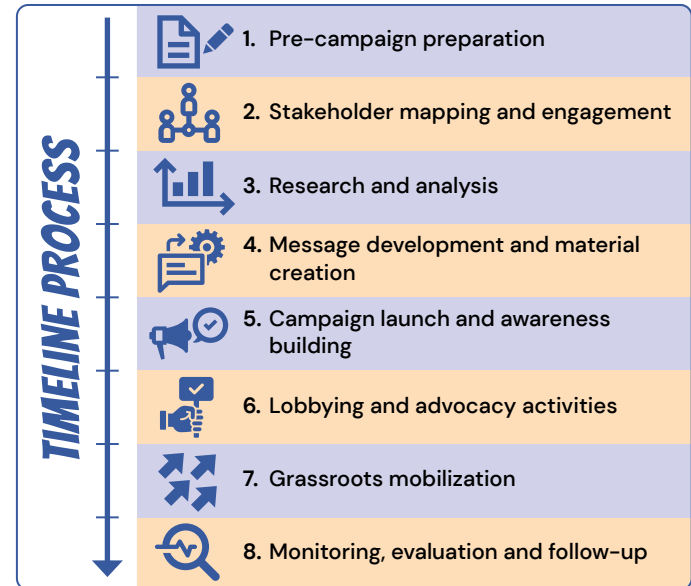 TIMELINE PROCESS
1. Pre-campaign preparation
2. Stakeholder mapping and engagement
3. Research and analysis
4. Message development and material
creation
5. Campaign launch and awareness
building
6. Lobbying and advocacy activities
7. Grassroots mobilization
8. Monitoring, evaluation and follow-up